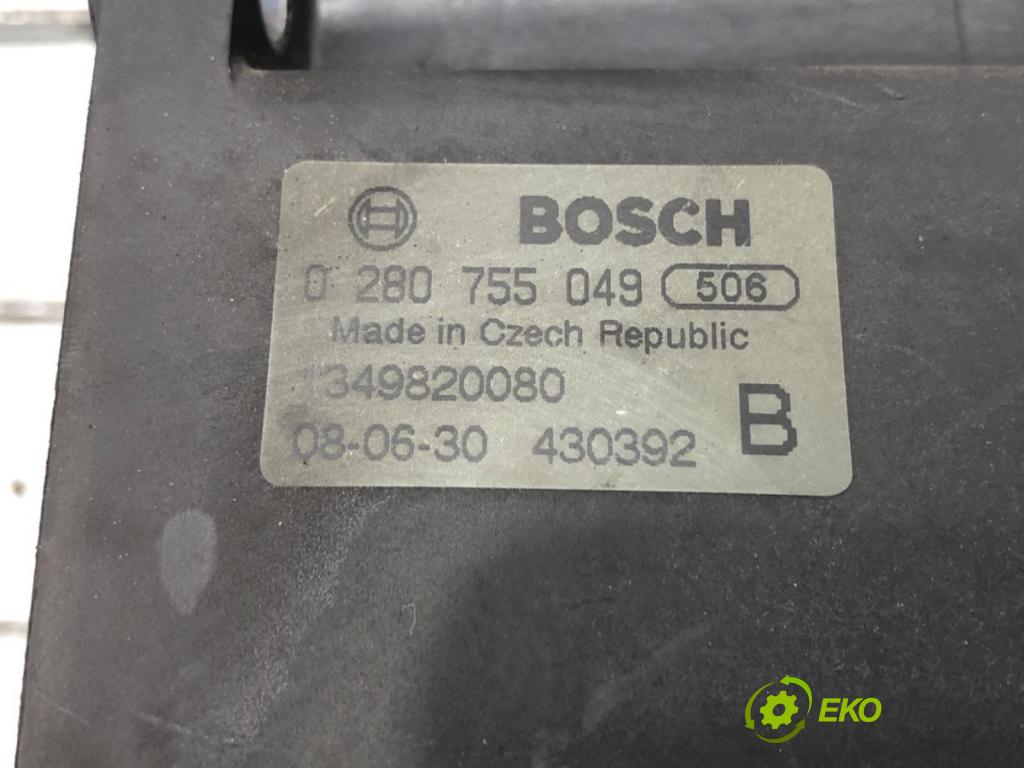 BOSCH
0 280 755 049 506
Made in Czech Republic
1349820080
08-06-30 430392 B
EKO